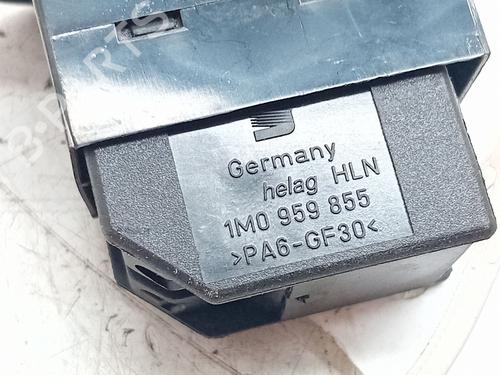 B-PARTS
Germany
helag HLN
1M0 959 855
>PA6-GF30<